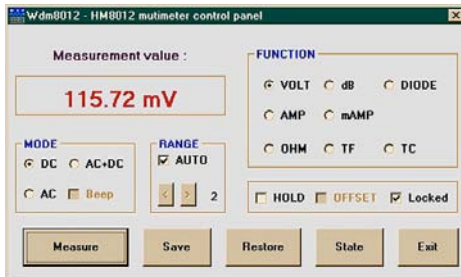 Wdm8012 - HM8012 mutimeter control panel
Measurement value :
115.72 mV
FUNCTION
VOLT dB DIODE
AMP mAMP
OHM TF TC
MODE
DC AC+DC
AC Beep
RANGE
AUTO
< > 2
HOLD OFFSET Locked
Measure Save Restore State Exit